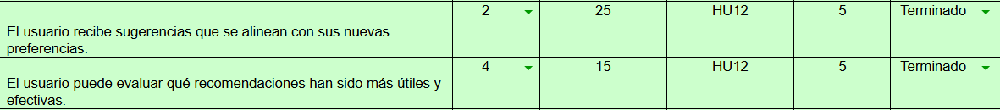 2 25 HU12 5 Terminado
El usuario recibe sugerencias que se alinean con sus nuevas
preferencias.
4 15 HU12 5 Terminado
El usuario puede evaluar qué recomendaciones han sido más útiles y
efectivas.